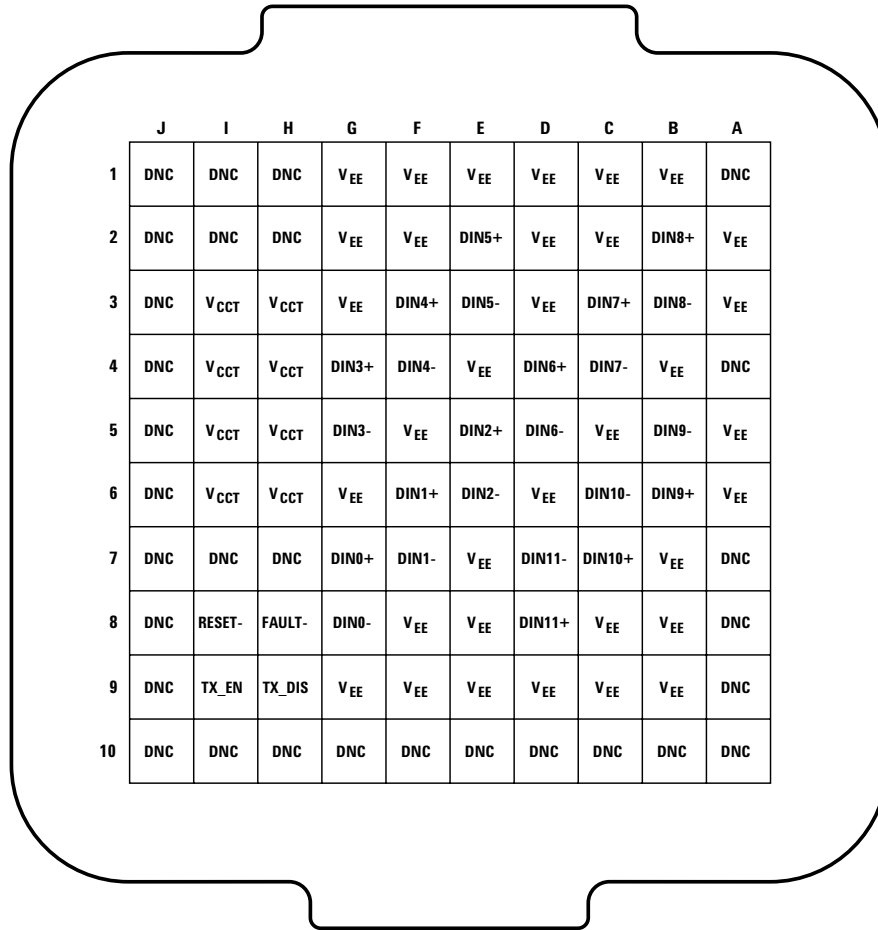 J I H G F E D C B A
1 DNC DNC DNC VEE VEE VEE VEE VEE VEE DNC
2 DNC DNC DNC VEE VEE DIN5+ VEE VEE DIN8+ VEE
3 DNC VCCT VCCT VEE DIN4+ DIN5- VEE DIN7+ DIN8- VEE
4 DNC VCCT VCCT DIN3+ DIN4- VEE DIN6+ DIN7- VEE DNC
5 DNC VCCT VCCT DIN3- VEE DIN2+ DIN6- VEE DIN9- VEE
6 DNC VCCT VCCT VEE DIN1+ DIN2- VEE DIN10- DIN9+ VEE
7 DNC DNC DNC DIN0+ DIN1- VEE DIN11- DIN10+ VEE DNC
8 DNC RESET- FAULT- DIN0- VEE VEE DIN11+ VEE VEE DNC
9 DNC TX_EN TX_DIS VEE VEE VEE VEE VEE VEE DNC
10 DNC DNC DNC DNC DNC DNC DNC DNC DNC DNC